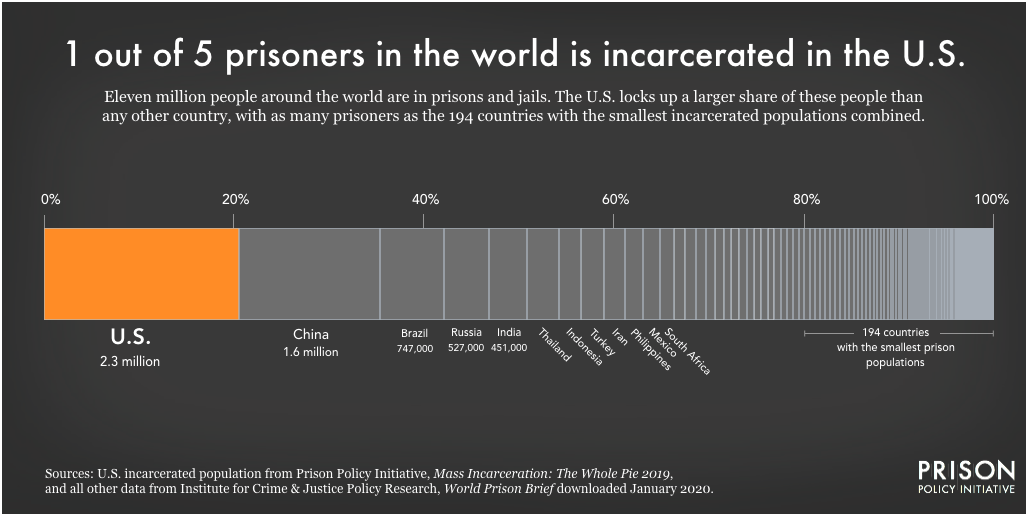 1 out of 5 prisoners in the world is incarcerated in the U.S.
Eleven million people around the world are in prisons and jails. The U.S. locks up a larger share of these people than
any other country, with as many prisoners as the 194 countries with the smallest incarcerated populations combined.
0% 20% 40% 60% 80% 100%
U.S.
2.3 million
China
1.6 million
Brazil
747,000
Russia
527,000
India
451,000
Thailand
Indonesia
Turkey
Iran
Philippines
Mexico
South Africa
194 countries
with the smallest prison
populations
Sources: U.S. incarcerated population from Prison Policy Initiative, Mass Incarceration: The Whole Pie 2019,
and all other data from Institute for Crime & Justice Policy Research, World Prison Brief downloaded January 2020.
PRISON
POLICY INITIATIVE